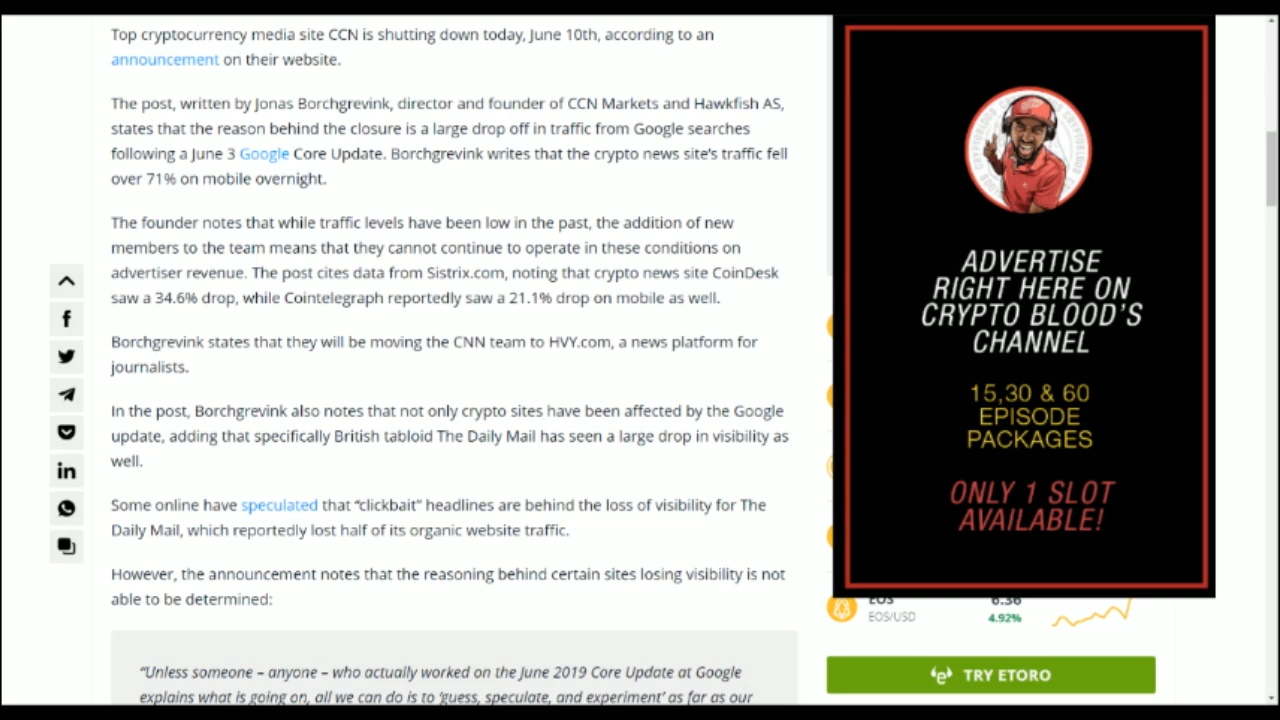 Top cryptocurrency media site CCN is shutting down today, June 10th, according to an
announcement on their website.
The post, written by Jonas Borchgrevink, director and founder of CCN Markets and Hawkfish AS,
states that the reason behind the closure is a large drop off in traffic from Google searches
following a June 3 Google Core Update. Borchgrevink writes that the crypto news site's traffic fell
over 71% on mobile overnight.
The founder notes that while traffic levels have been low in the past, the addition of new
members to the team means that they cannot continue to operate in these conditions on
advertiser revenue. The post cites data from Sistrix.com, noting that crypto news site CoinDesk
saw a 34.6% drop, while Cointelegraph reportedly saw a 21.1% drop on mobile as well.
Borchgrevink states that they will be moving the CNN team to HVY.com, a news platform for
journalists.
In the post, Borchgrevink also notes that not only crypto sites have been affected by the Google
update, adding that specifically British tabloid The Daily Mail has seen a large drop in visibility as
well.
Some online have speculated that “clickbait” headlines are behind the loss of visibility for The
Daily Mail, which reportedly lost half of its organic website traffic.
However, the announcement notes that the reasoning behind certain sites losing visibility is not
able to be determined:
“Unless someone – anyone – who actually worked on the June 2019 Core Update at Google
explains what is going on, all we can do is to ‘guess, speculate, and experiment’ as far as our
ADVERTISE
RIGHT HERE ON
CRYPTO BLOOD'S
CHANNEL
15,30 & 60
EPISODE
PACKAGES
ONLY 1 SLOT
AVAILABLE!
EOS 6.36
EOS/USD 4.92%
TRY ETORO